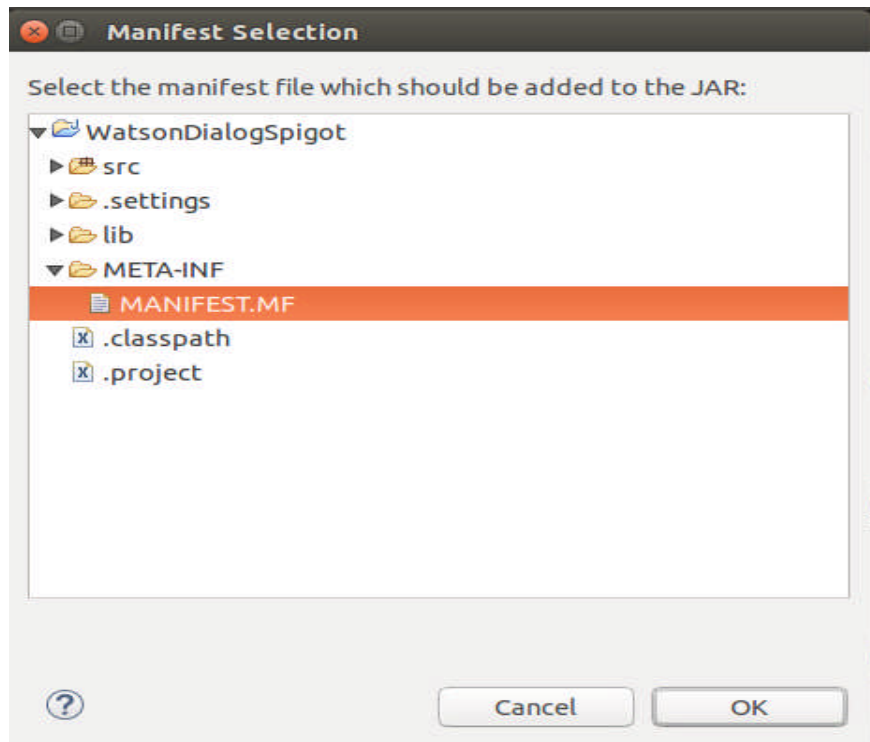 Manifest Selection
Select the manifest file which should be added to the JAR:
WatsonDialogSpigot
src
.settings
lib
META-INF
MANIFEST.MF
.classpath
.project
?
Cancel OK